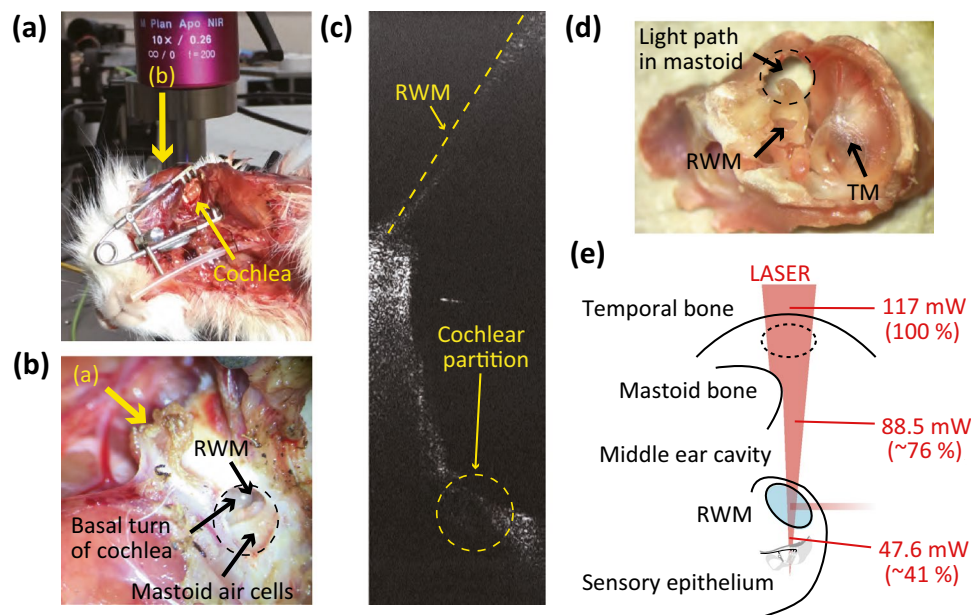 (a)
M Plan Apo NIR
10× / 0.26
∞ / 0 f = 200
(b)
Cochlea
(b)
(a)
RWM
Basal turn
of cochlea
Mastoid air cells
(c)
RWM
Cochlear
partition
(d)
Light path
in mastoid
RWM
TM
(e)
LASER
Temporal bone
117 mW
(100 %)
Mastoid bone
88.5 mW
(~76 %)
Middle ear cavity
RWM
47.6 mW
(~41 %)
Sensory epithelium